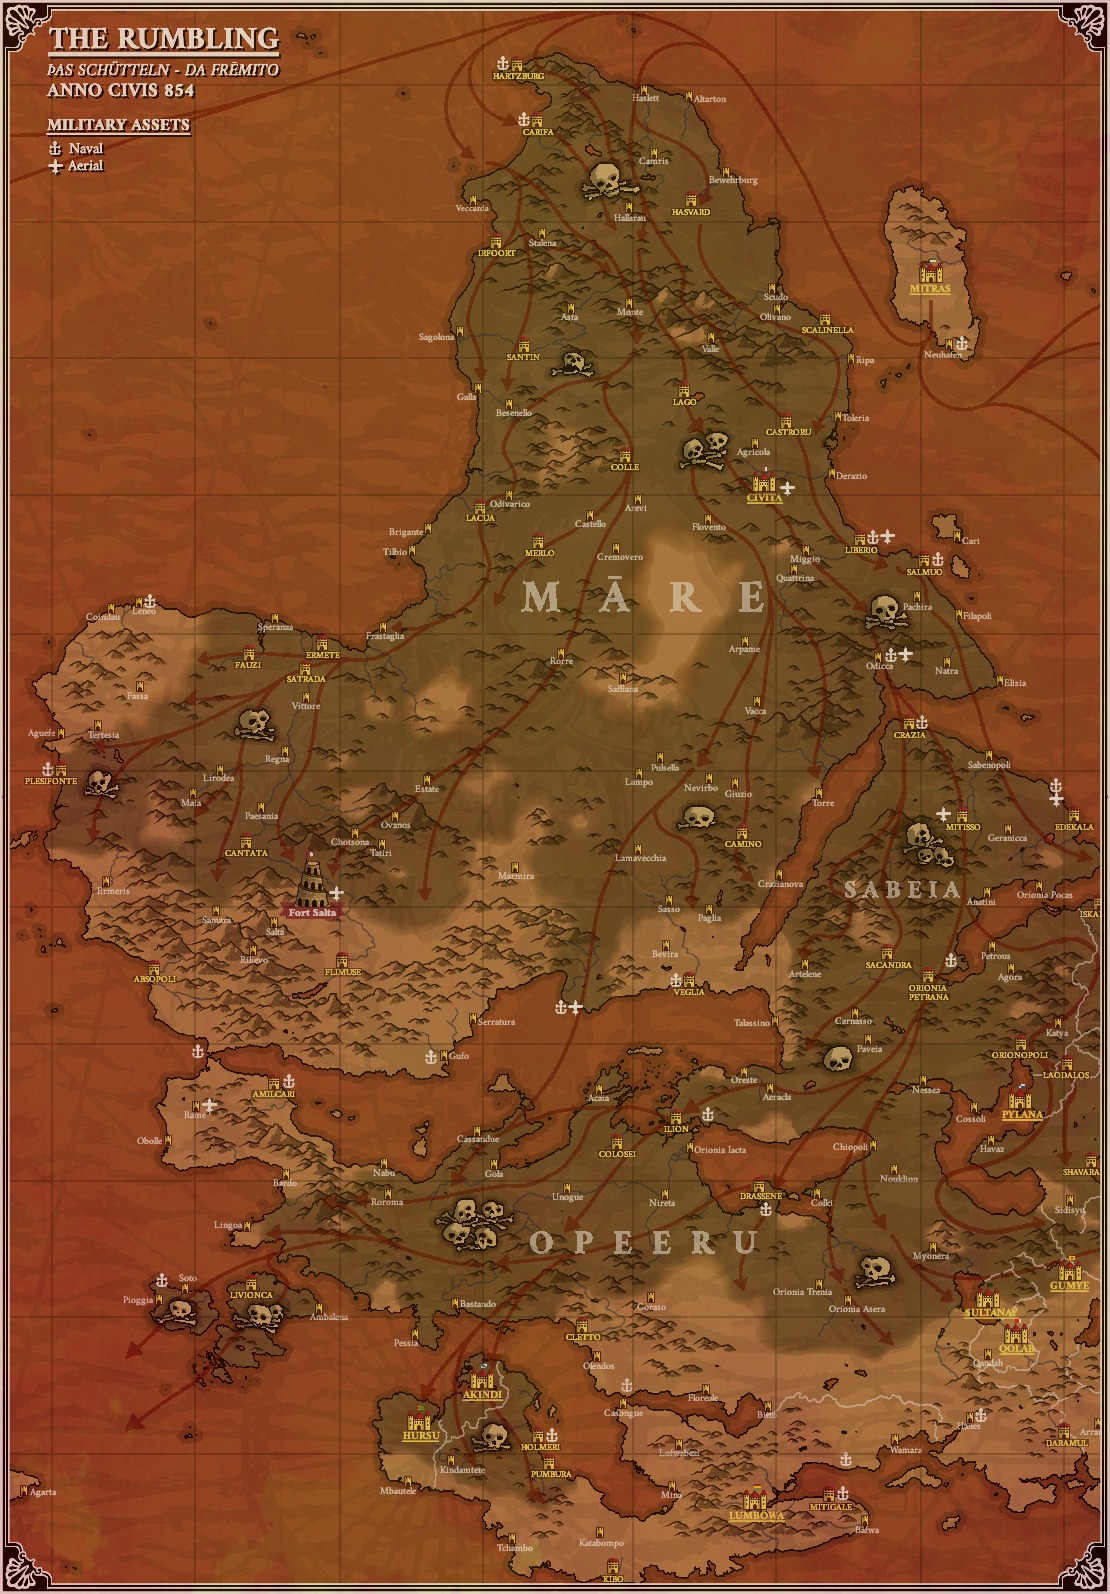 THE RUMBLING
ÞAS SCHÜTTELN - DA FRĒMITO
ANNO CIVIS 854
MILITARY ASSETS
Naval
Aerial
HARTZBURG
Haslett
Altarton
CARIFA
Camris
Bewehrburg
Veccania
Hallarau
HASVARD
IRFOORT
Stalena
MITRAS
Scudo
Asta
Monte
Olivano
SCALINELLA
Sagolona
Valle
Neuhafen
SANTIN
Ripa
Galla
LAGO
Besenello
Toleria
CASTRORU
Agricola
COLLE
Derazio
CIVITA
Odivarico
Arevi
LACUA
Castello
Flovento
Brigante
Cari
Tilbio
MERLO
Cremovero
Miggio
LIBERIO
SALMUO
Quattrina
MĀRE
Pachira
Coindau
Leneo
Filapoli
Speranza
Frastaglia
Arpame
ERMETE
FAUZI
Rorre
Odicca
Natra
SATRADA
Elisia
Fassa
Saffiana
Vittore
Vacca
Aguefe
Tertesia
CRAZIA
Regna
Sabenopoli
PLESIFONTE
Lirodea
Pulsella
Lampo
Estate
Nevirbo
Giuzio
Maia
Torre
Paesania
Ovanos
MITISSO
EDEKALA
Chotsona
Geranicca
CANTATA
Tatiri
CAMINO
Lamavecchia
Marmira
Crazianova
Ermeris
SABEIA
Orionia Pocas
Anatini
Fort Salta
Sasso
Paglia
Samara
Salta
Bevira
Petrous
Rilievo
FLIMUSE
SACANDRA
Artelene
Agora
ABSOPOLI
VEGLIA
ORIONIA
PETRANA
Serratura
Talassino
Carnasso
Katya
Gufo
Paveia
ORIONOPOLI
LAODALOS
Oreste
AMILCARI
Acaia
Aeracla
Nessea
Rame
PYLANA
Cossoli
ILION
Obolle
Cassandue
COLOSEI
Orionia Iacta
Chiopoli
Havaz
Gola
Nabu
Bardo
Nouklion
SHAVARA
Roroma
Unogue
Nireta
DRASSENE
Colki
Sidisyu
Lingoa
OPEERU
Myonera
Soto
GUMYE
Pioggia
LIVIONCA
Orionia Trenia
Ambalena
Bastando
Goraso
Orionia Asera
SULTANAY
Pessia
CLETTO
QOLAB
Olendos
Qandah
AKINDI
Floreale
HURSU
Casongue
Bitto
Hanes
HOLMERI
DARAMUL
Lofwabezi
Wamara
Kindamtete
PUMBURA
Mbautele
Mina
MITIGALE
Agarta
LUMBOWA
Bafwa
Katabompo
Tchambo
KIBO